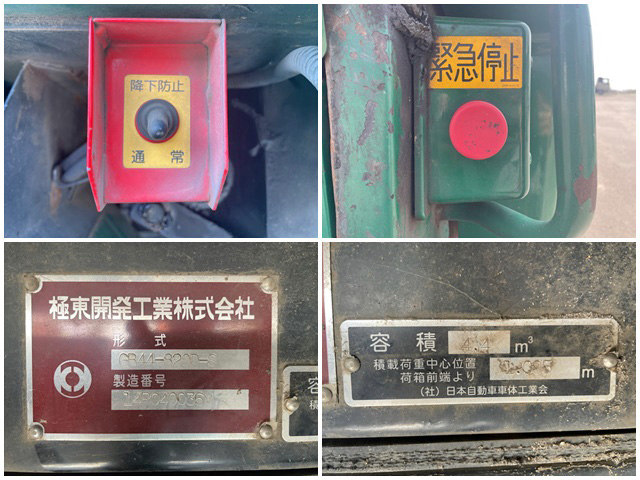 降下防止
通常
緊急停止
極東開発工業株式会社
形式
製造番号
容積 m³
積載荷重中心位置
荷箱前端より m
(社)日本自動車車体工業会
容
積